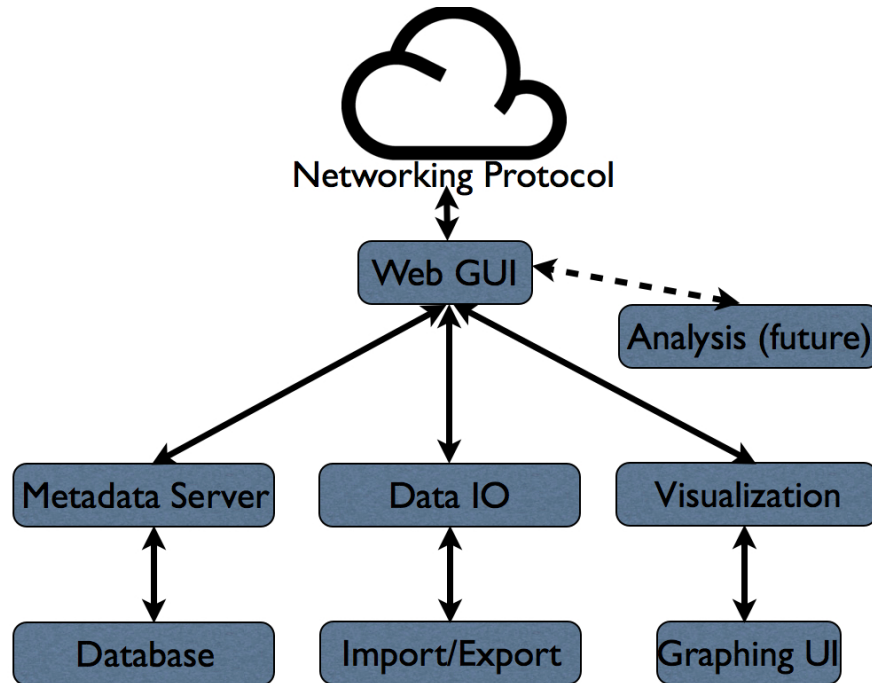 Networking Protocol
Web GUI
Analysis (future)
Metadata Server
Data IO
Visualization
Database
Import/Export
Graphing UI